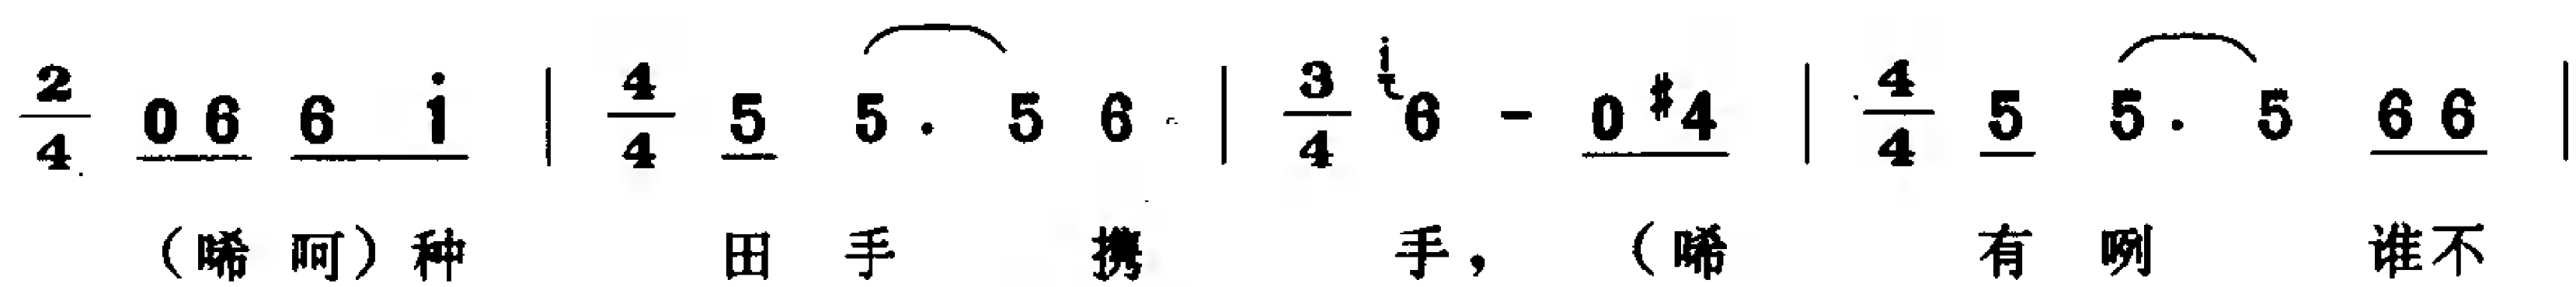 2/4 0 6 6 i̇ | 4/4 5 5 . 5 6 | 3/4 i̇ 6 - 0 #4 | 4/4 5 5 . 5 6 6 |
（唏 呵）种 田 手 携 手，（唏 有 咧 谁 不